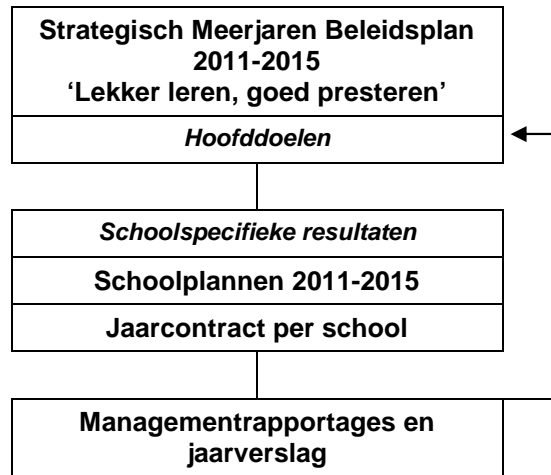 Strategisch Meerjaren Beleidsplan
2011-2015
‘Lekker leren, goed presteren’
Hoofddoelen
Schoolspecifieke resultaten
Schoolplannen 2011-2015
Jaarcontract per school
Managementrapportages en
jaarverslag